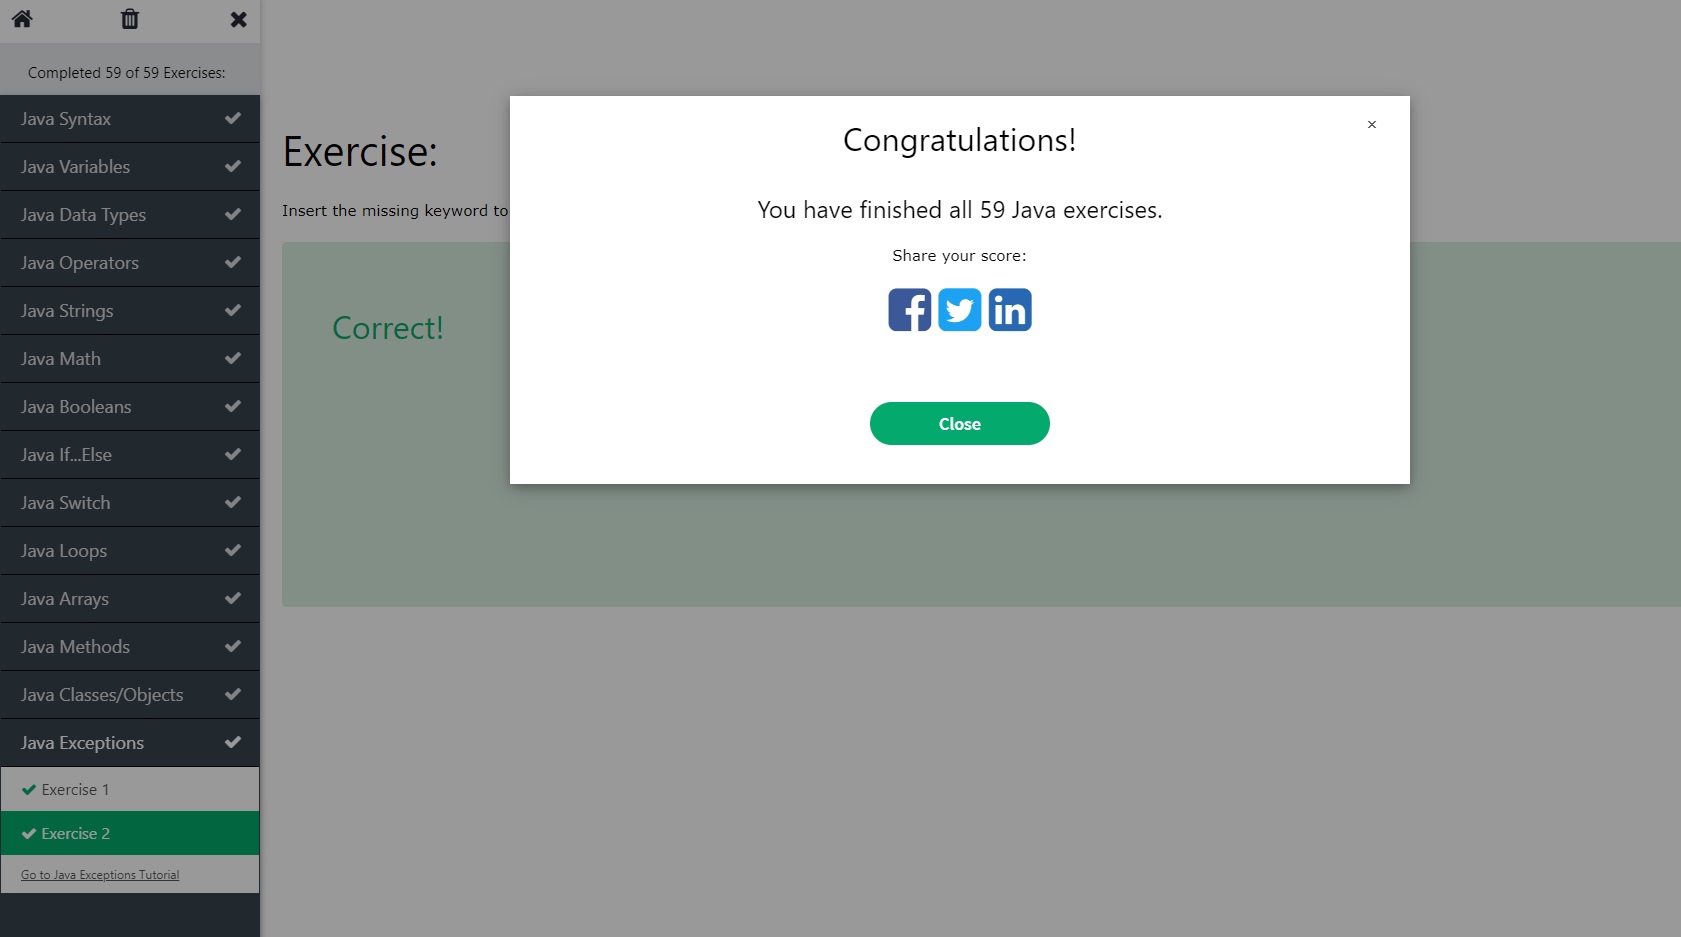 Completed 59 of 59 Exercises:
Java Syntax
Java Variables
Java Data Types
Java Operators
Java Strings
Java Math
Java Booleans
Java If...Else
Java Switch
Java Loops
Java Arrays
Java Methods
Java Classes/Objects
Java Exceptions
Exercise 1
Exercise 2
Go to Java Exceptions Tutorial
Exercise:
Insert the missing keyword to
Correct!
×
Congratulations!
You have finished all 59 Java exercises.
Share your score:
Close